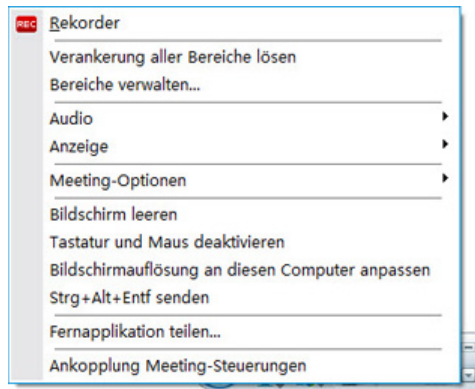 REC Rekorder
Verankerung aller Bereiche lösen
Bereiche verwalten...
Audio
Anzeige
Meeting-Optionen
Bildschirm leeren
Tastatur und Maus deaktivieren
Bildschirmauflösung an diesen Computer anpassen
Strg+Alt+Entf senden
Fernapplikation teilen...
Ankopplung Meeting-Steuerungen